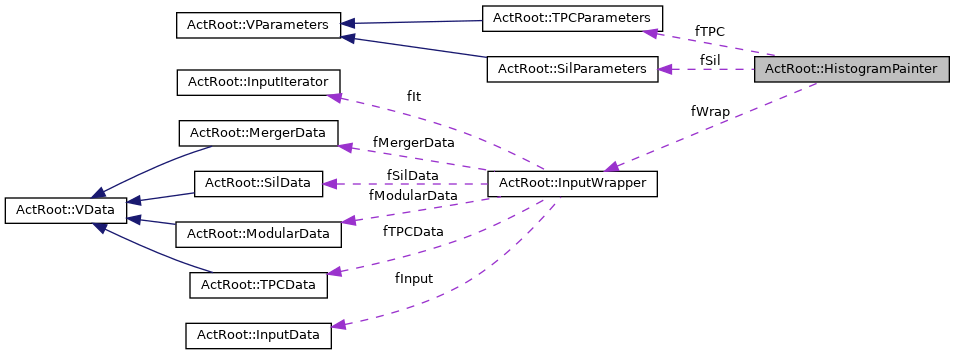 ActRoot::VParameters
ActRoot::TPCParameters
fTPC
ActRoot::SilParameters
fSil
ActRoot::HistogramPainter
ActRoot::InputIterator
fIt
fWrap
ActRoot::MergerData
fMergerData
ActRoot::SilData
fSilData
ActRoot::InputWrapper
fModularData
ActRoot::VData
ActRoot::ModularData
fTPCData
ActRoot::TPCData
fInput
ActRoot::InputData